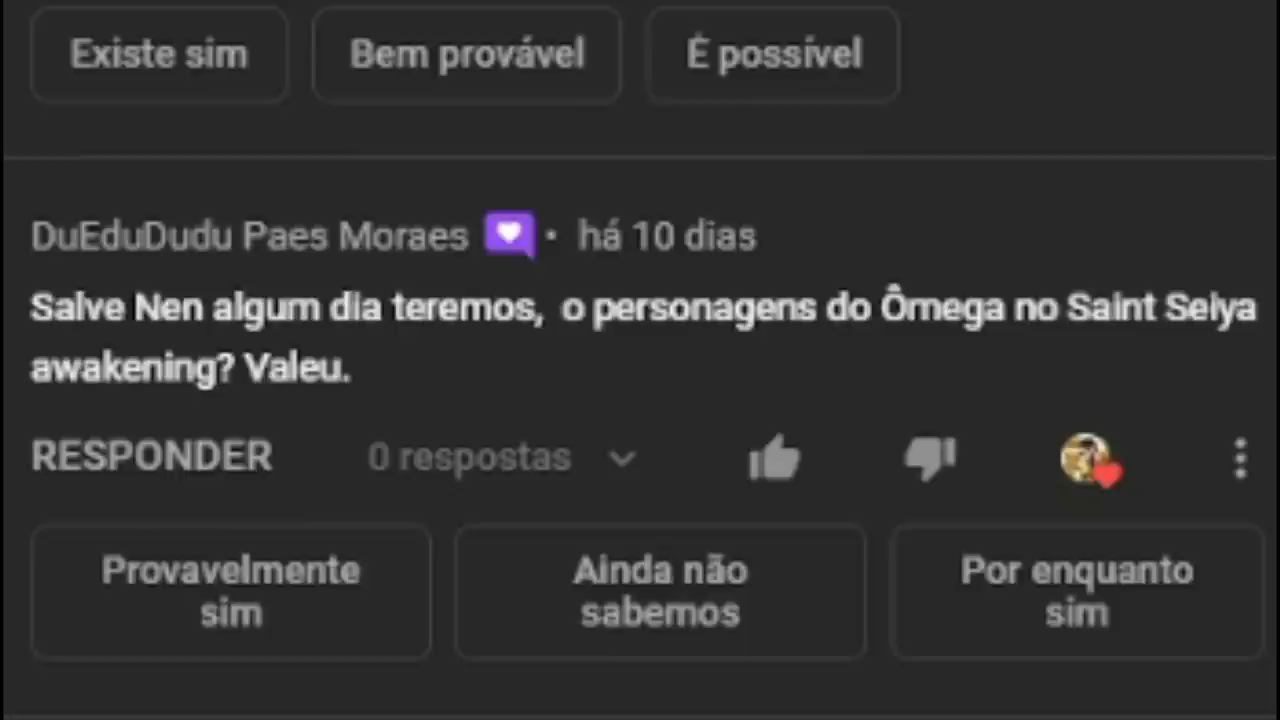 Existe sim Bem provável É possível
DuEduDudu Paes Moraes • há 10 dias
Salve Nen algum dia teremos, o personagens do Ômega no Saint Seiya
awakening? Valeu.
RESPONDER 0 respostas
Provavelmente sim
Ainda não sabemos
Por enquanto sim